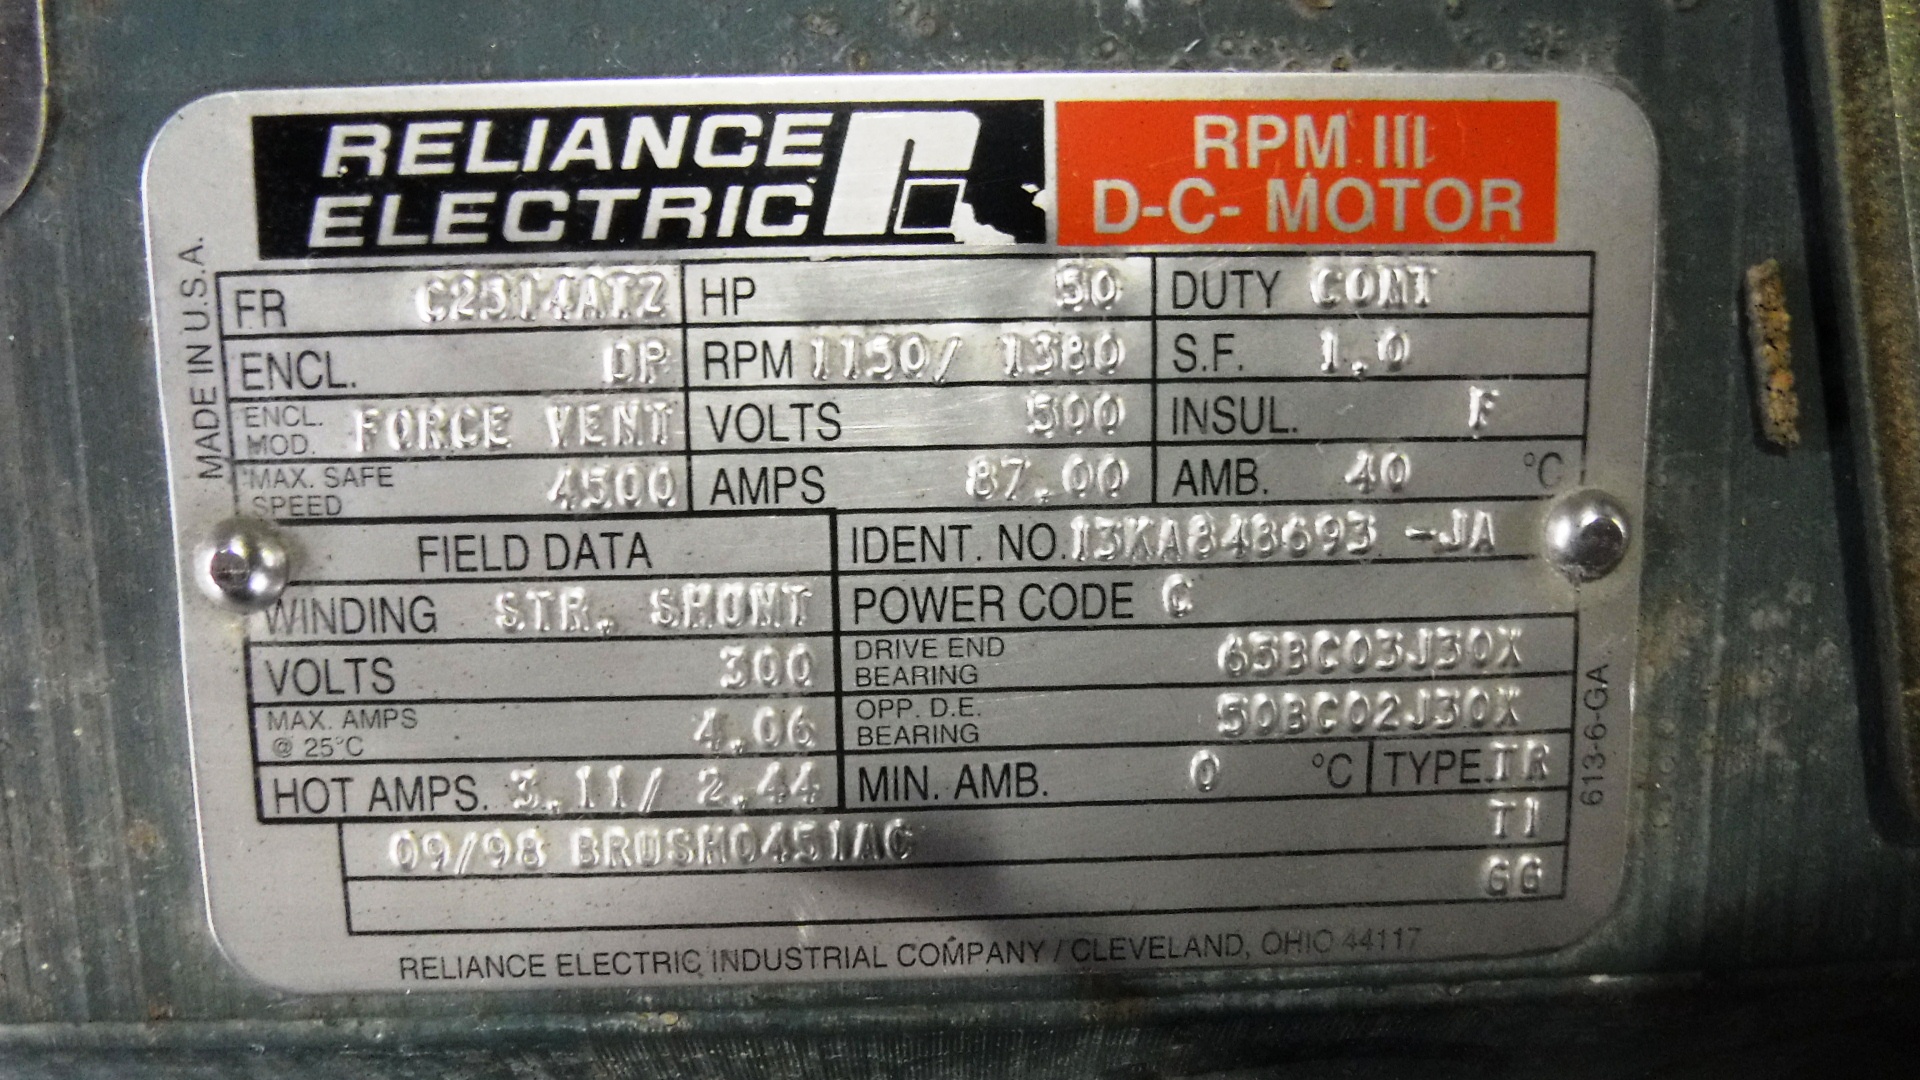 RELIANCE
ELECTRIC
RPM III
D-C- MOTOR
MADE IN U.S.A.
FR C2514ATZ HP 50 DUTY CONT
ENCL. DP RPM 1150/ 1380 S.F. 1.0
ENCL. MOD. FORCE VENT VOLTS 500 INSUL. F
MAX. SAFE SPEED 4500 AMPS 87.00 AMB. 40 °C
FIELD DATA IDENT. NO. 13KA848693 -JA
WINDING STR. SHUNT POWER CODE C
VOLTS 300 DRIVE END BEARING 65BC03J30X
MAX. AMPS @ 25°C 4.06 OPP. D.E. BEARING 50BC02J30X
HOT AMPS. 3.11/ 2.44 MIN. AMB. 0 °C TYPE TR
09/98 BRUSH0451AC TI
GG
613-6-GA
RELIANCE ELECTRIC INDUSTRIAL COMPANY / CLEVELAND, OHIO 44117